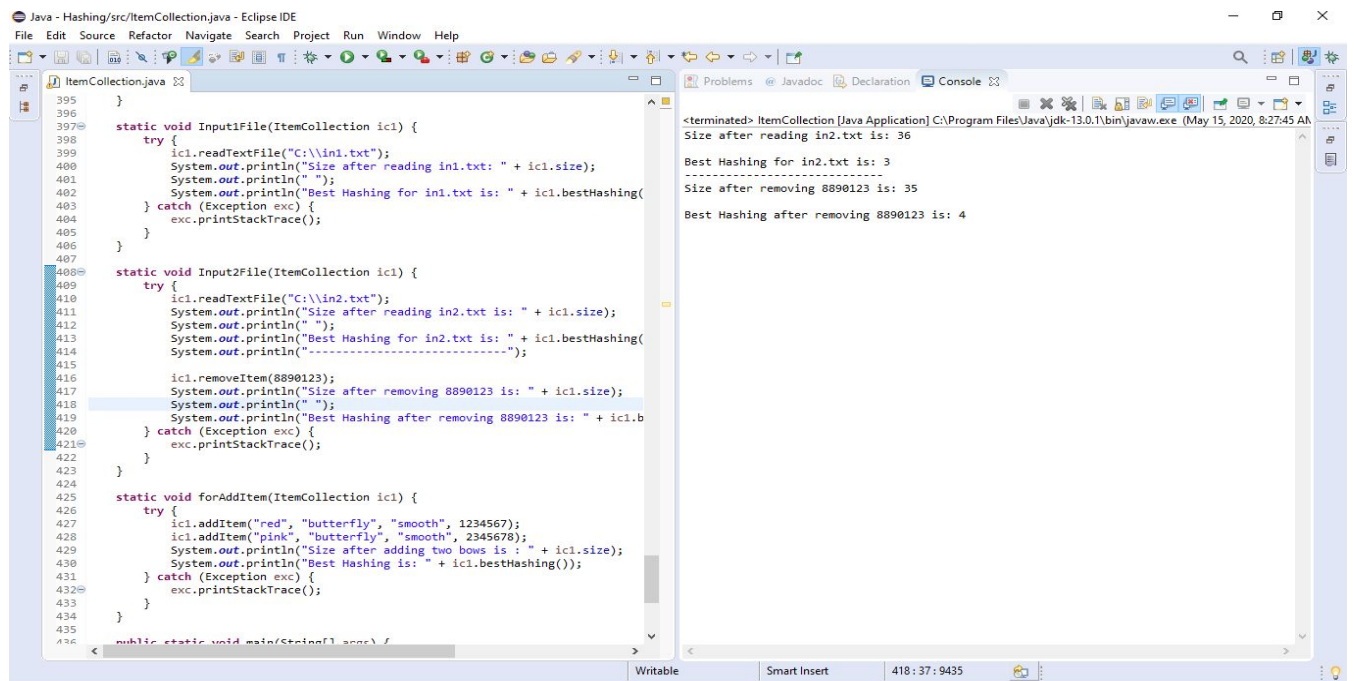 Java - Hashing/src/ItemCollection.java - Eclipse IDE
File Edit Source Refactor Navigate Search Project Run Window Help
ItemCollection.java
395 }
396
397 static void Input1File(ItemCollection ic1) {
398 try {
399 ic1.readTextFile("C:\\in1.txt");
400 System.out.println("Size after reading in1.txt: " + ic1.size);
401 System.out.println(" ");
402 System.out.println("Best Hashing for in1.txt is: " + ic1.bestHashing(
403 } catch (Exception exc) {
404 exc.printStackTrace();
405 }
406 }
407
408 static void Input2File(ItemCollection ic1) {
409 try {
410 ic1.readTextFile("C:\\in2.txt");
411 System.out.println("Size after reading in2.txt is: " + ic1.size);
412 System.out.println(" ");
413 System.out.println("Best Hashing for in2.txt is: " + ic1.bestHashing(
414 System.out.println("-----------------------------");
415
416 ic1.removeItem(8890123);
417 System.out.println("Size after removing 8890123 is: " + ic1.size);
418 System.out.println(" ");
419 System.out.println("Best Hashing after removing 8890123 is: " + ic1.b
420 } catch (Exception exc) {
421 exc.printStackTrace();
422 }
423 }
424
425 static void forAddItem(ItemCollection ic1) {
426 try {
427 ic1.addItem("red", "butterfly", "smooth", 1234567);
428 ic1.addItem("pink", "butterfly", "smooth", 2345678);
429 System.out.println("Size after adding two bows is : " + ic1.size);
430 System.out.println("Best Hashing is: " + ic1.bestHashing());
431 } catch (Exception exc) {
432 exc.printStackTrace();
433 }
434 }
435
436 public static void main(String[] args) {
Problems Javadoc Declaration Console
<terminated> ItemCollection [Java Application] C:\Program Files\Java\jdk-13.0.1\bin\javaw.exe (May 15, 2020, 8:27:45 AM
Size after reading in2.txt is: 36
Best Hashing for in2.txt is: 3
-----------------------------
Size after removing 8890123 is: 35
Best Hashing after removing 8890123 is: 4
Writable Smart Insert 418 : 37 : 9435